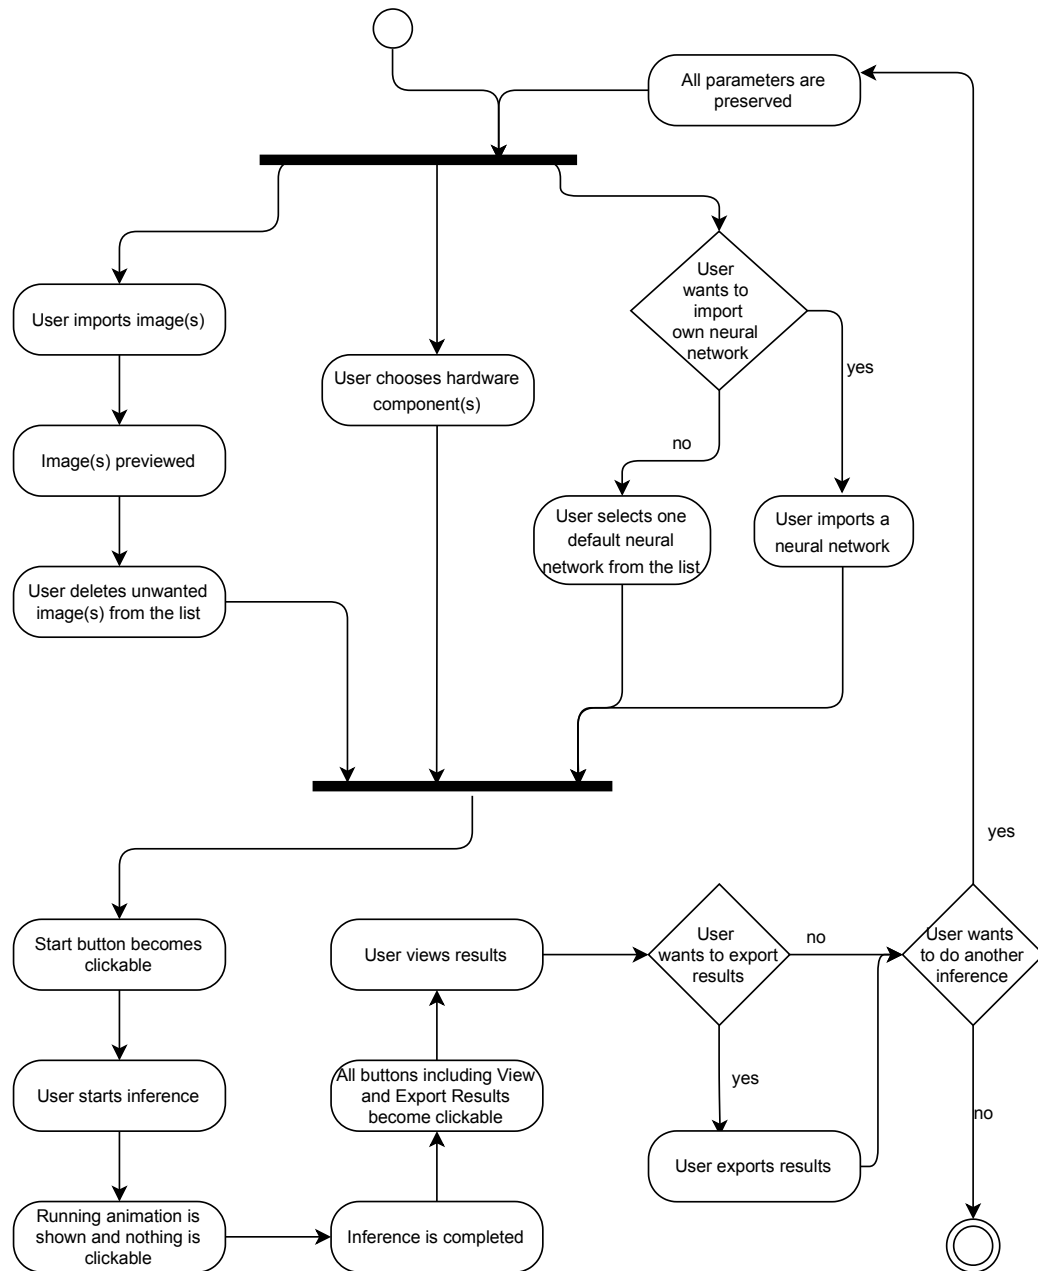 All parameters are
preserved
User
wants to
import
own neural
network
User imports image(s)
User chooses hardware
component(s)
yes
no
Image(s) previewed
User selects one
default neural
network from the list
User imports a
neural network
User deletes unwanted
image(s) from the list
yes
Start button becomes
clickable
User views results
User
wants to export
results
no
User wants
to do another
inference
User starts inference
All buttons including View
and Export Results
become clickable
yes
no
User exports results
Running animation is
shown and nothing is
clickable
Inference is completed